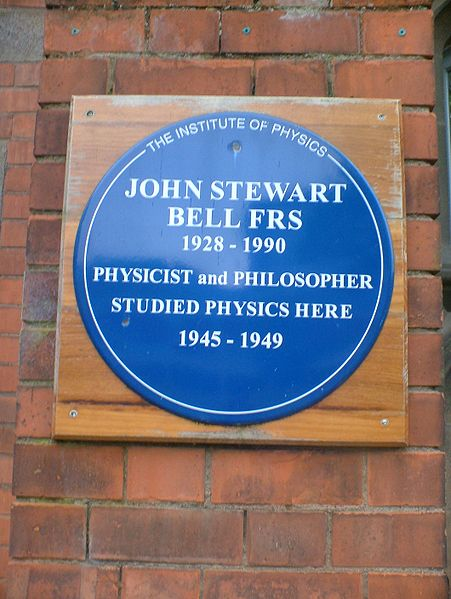 THE INSTITUTE OF PHYSICS
JOHN STEWART
BELL FRS
1928 - 1990
PHYSICIST and PHILOSOPHER
STUDIED PHYSICS HERE
1945 - 1949